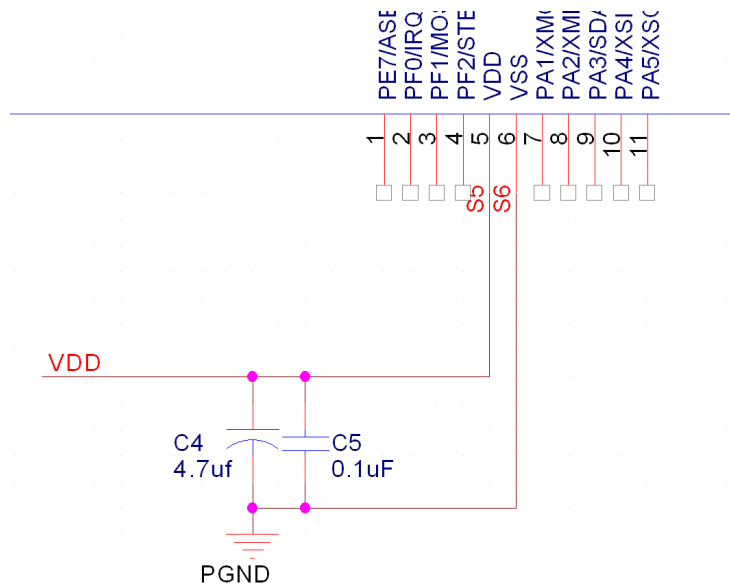 PE7/ASE
PF0/IRQ
PF1/MOS
PF2/STE
VDD
VSS
PA1/XM
PA2/XMI
PA3/SDA
PA4/XSI
PA5/XSC
1
2
3
4
5
6
7
8
9
10
11
S5
S6
VDD
C4
4.7uf
C5
0.1uF
PGND